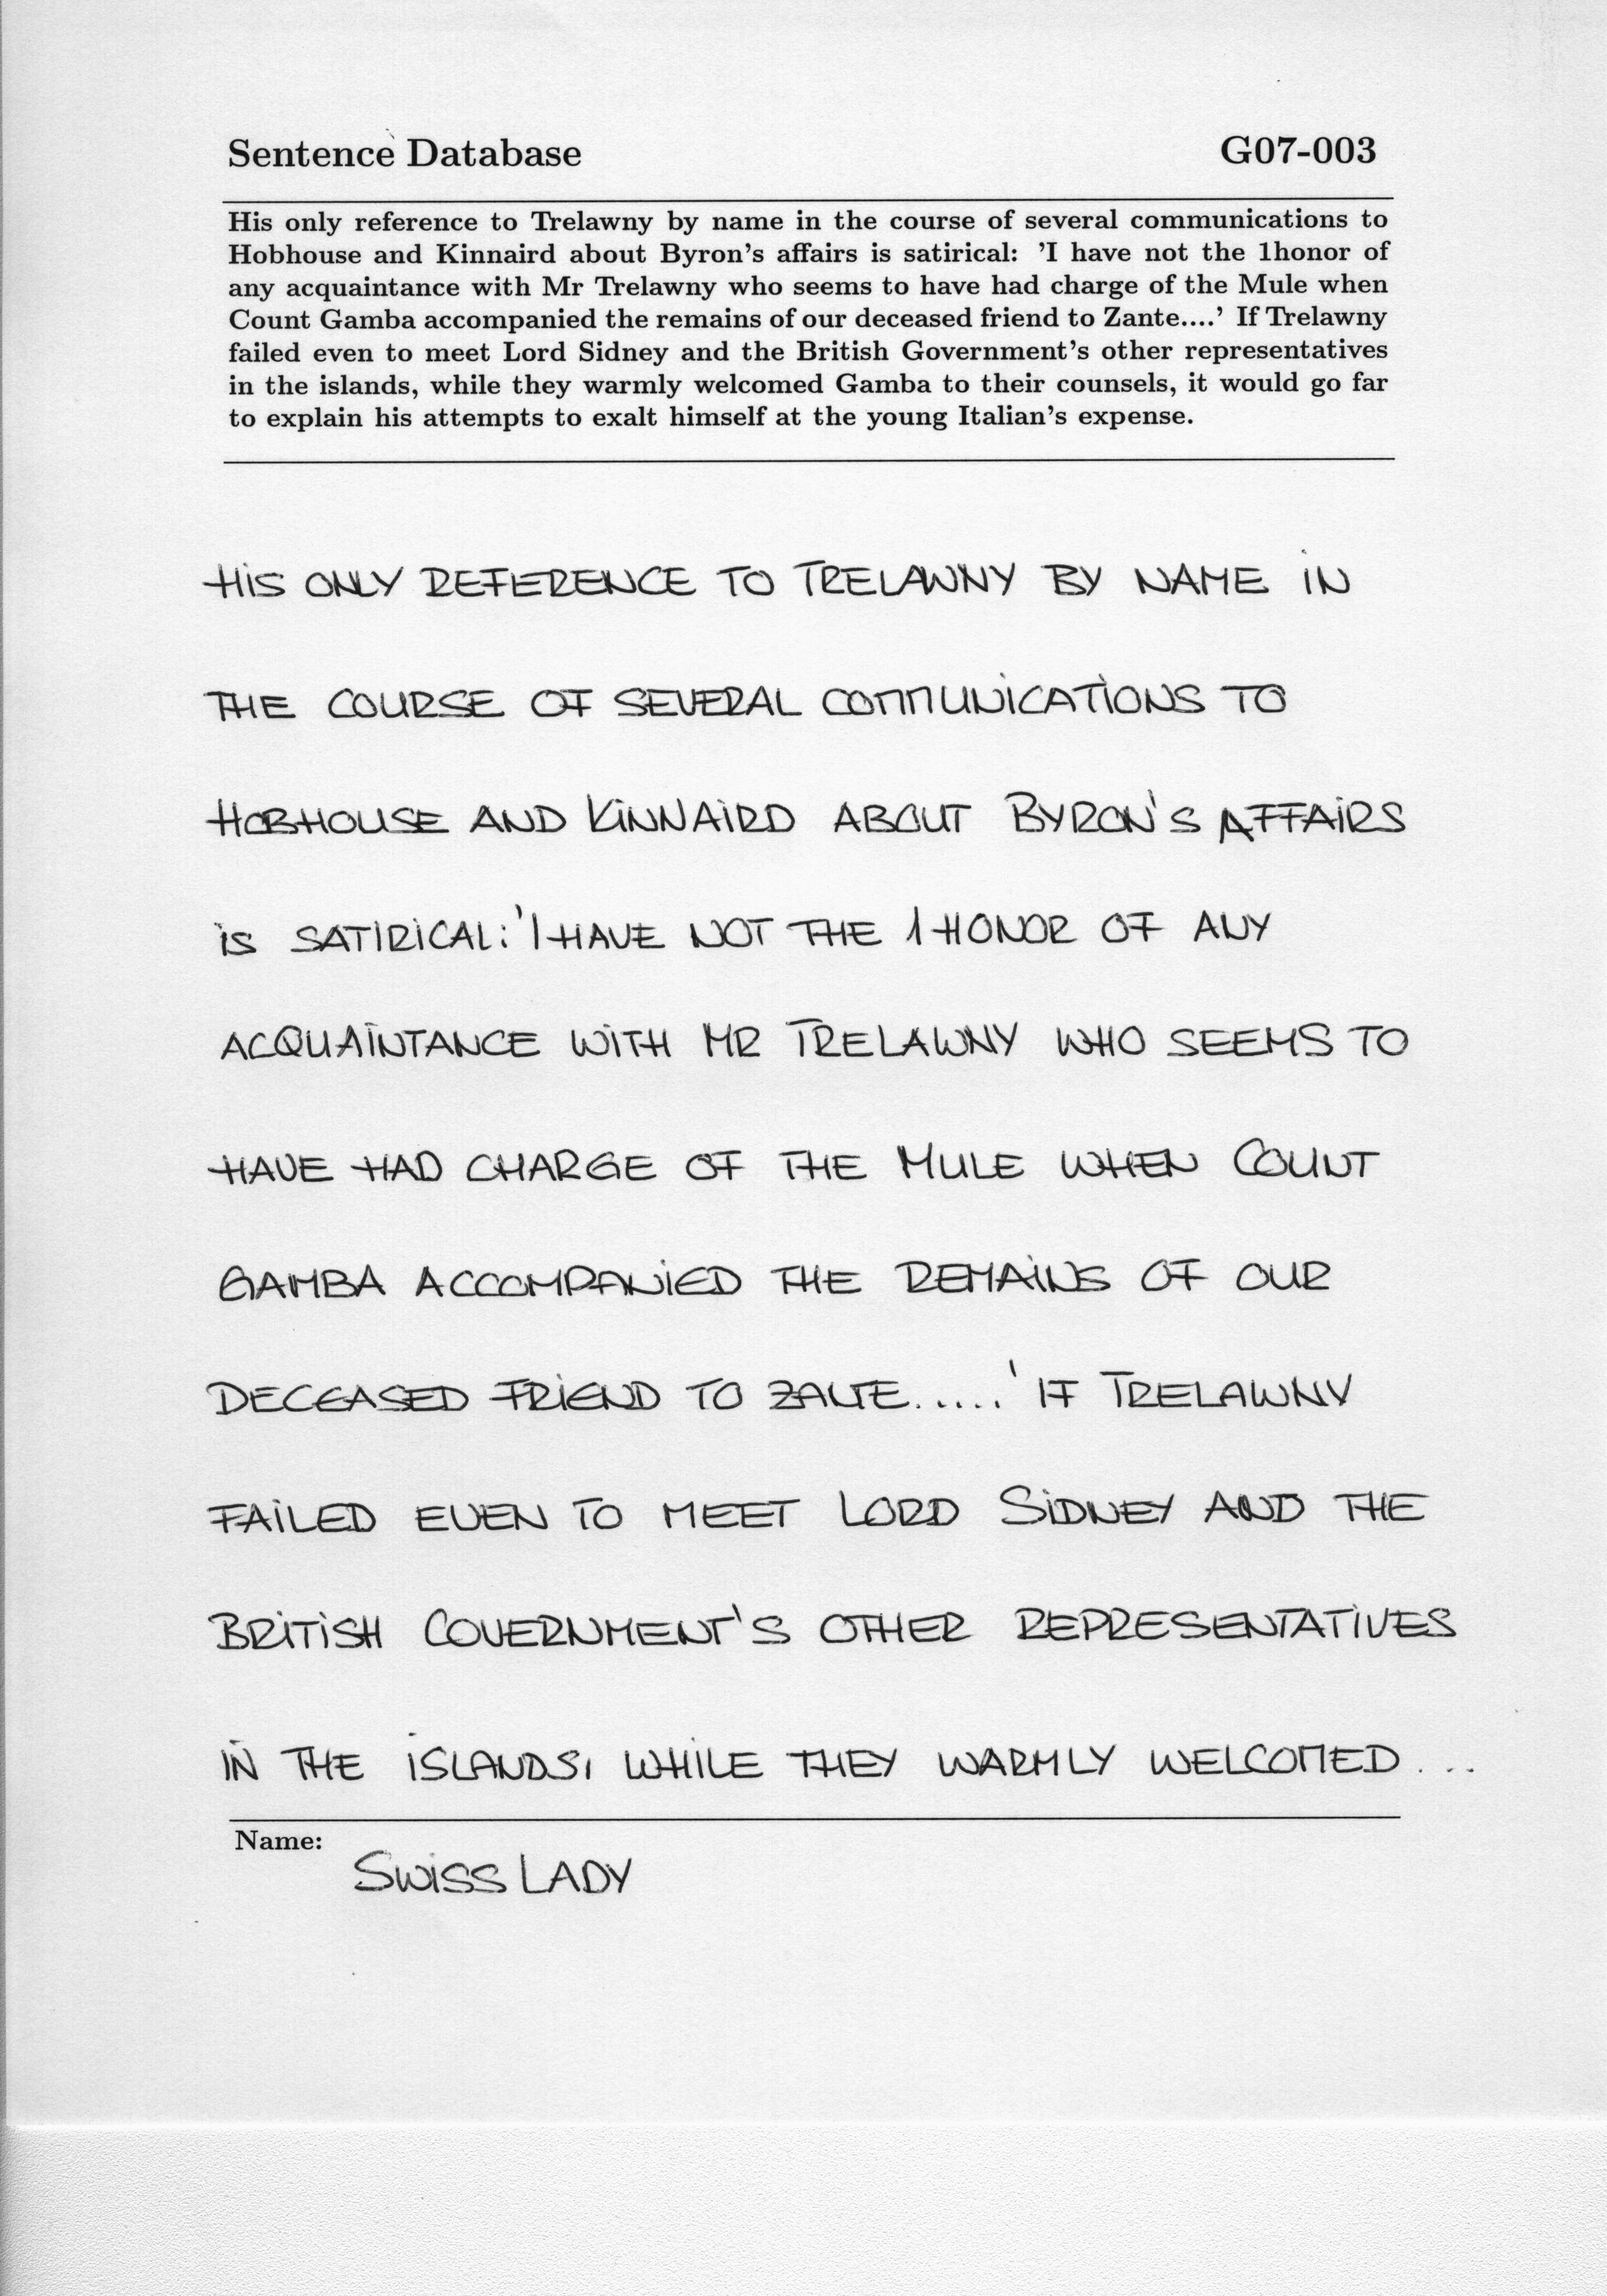 Sentence Database G07-003
His only reference to Trelawny by name in the course of several communications to
Hobhouse and Kinnaird about Byron's affairs is satirical: 'I have not the 1honor of
any acquaintance with Mr Trelawny who seems to have had charge of the Mule when
Count Gamba accompanied the remains of our deceased friend to Zante....' If Trelawny
failed even to meet Lord Sidney and the British Government's other representatives
in the islands, while they warmly welcomed Gamba to their counsels, it would go far
to explain his attempts to exalt himself at the young Italian's expense.
HiS ONLY REFERENCE TO TRELAWNY BY NAME iN
THE COURSE OF SEVERAL COMMUNiCATiONS TO
HOBHOUSE AND KiNNAiRD ABOUT BYRON'S AFFAiRS
iS SATIRiCAL: 'I HAVE NOT THE 1HONOR OF ANY
ACQUAiNTANCE WiTH MR TRELAWNY WHO SEEMS TO
HAVE HAD CHARGE OF THE MULE WHEN COUNT
GAMBA ACCCOMPANiED THE REMAiNS OF OUR
DECEASED FRiEND TO ZANTE.....' IF TRELAWNY
FAiLED EVEN TO MEET LORD SiDNEY AND THE
BRiTiSH GOVERNMENT'S OTHER REPRESENTATiVES
iN THE iSLANDS, WHiLE THEY WARMLY WELCOMED ...
Name:
SWiSS LADY